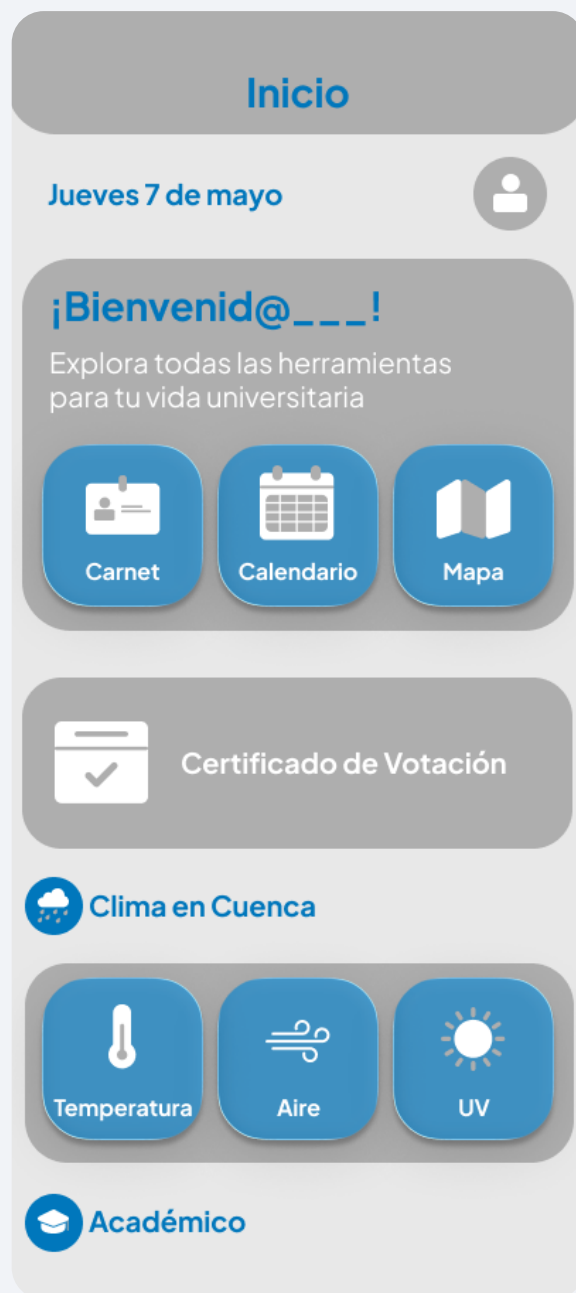 Inicio
Jueves 7 de mayo
¡Bienvenid@___!
Explora todas las herramientas
para tu vida universitaria
Carnet
Calendario
Mapa
Certificado de Votación
Clima en Cuenca
Temperatura
Aire
UV
Académico